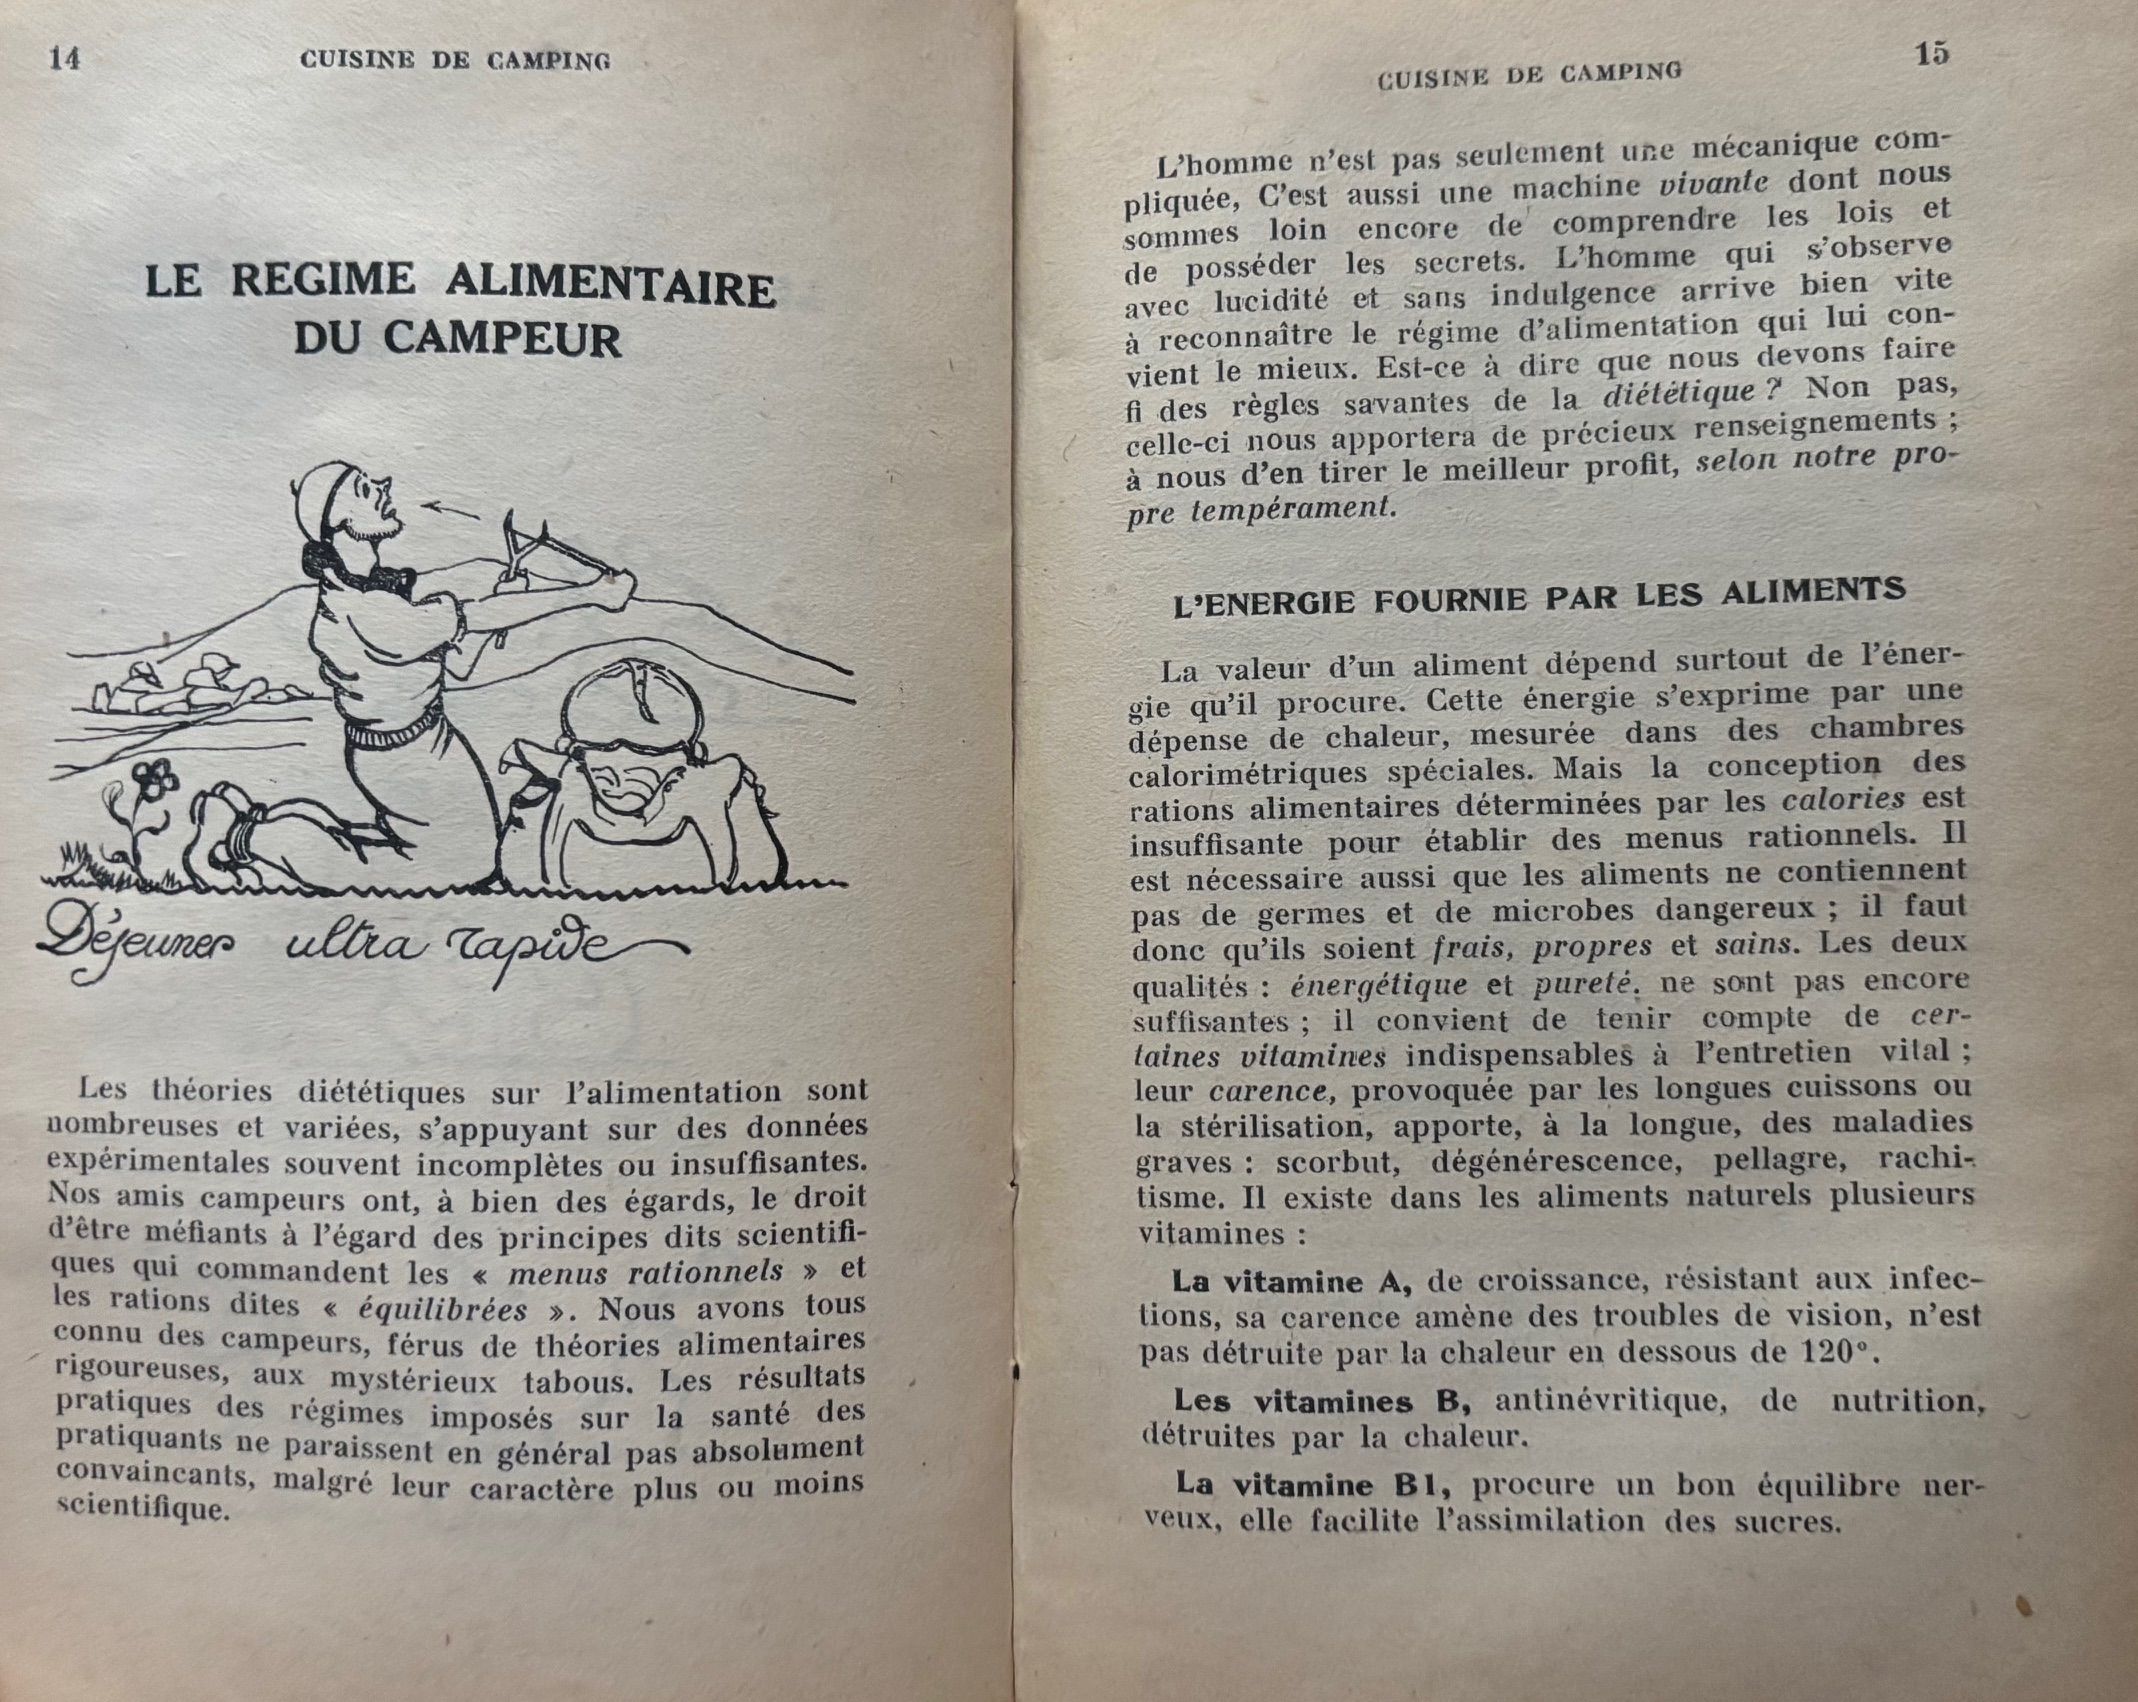 14
CUISINE DE CAMPING
LE REGIME ALIMENTAIRE
DU CAMPEUR
Déjeuner ultra rapide
Les théories diététiques sur l'alimentation sont
nombreuses et variées, s'appuyant sur des données
expérimentales souvent incomplètes ou insuffisantes.
Nos amis campeurs ont, à bien des égards, le droit
d'être méfiants à l'égard des principes dits scientifi-
ques qui commandent les « menus rationnels » et
les rations dites « équilibrées ». Nous avons tous
connu des campeurs, férus de théories alimentaires
rigoureuses, aux mystérieux tabous. Les résultats
pratiques des régimes imposés sur la santé des
pratiquants ne paraissent en général pas absolument
convaincants, malgré leur caractère plus ou moins
scientifique.
CUISINE DE CAMPING
15
L'homme n'est pas seulement une mécanique com-
pliquée, C'est aussi une machine vivante dont nous
sommes loin encore de comprendre les lois et
de posséder les secrets. L'homme qui s'observe
avec lucidité et sans indulgence arrive bien vite
à reconnaître le régime d'alimentation qui lui con-
vient le mieux. Est-ce à dire que nous devons faire
fi des règles savantes de la diététique ? Non pas,
celle-ci nous apportera de précieux renseignements ;
à nous d'en tirer le meilleur profit, selon notre pro-
pre tempérament.
L'ENERGIE FOURNIE PAR LES ALIMENTS
La valeur d'un aliment dépend surtout de l'éner-
gie qu'il procure. Cette énergie s'exprime par une
dépense de chaleur, mesurée dans des chambres
calorimétriques spéciales. Mais la conception des
rations alimentaires déterminées par les calories est
insuffisante pour établir des menus rationnels. Il
est nécessaire aussi que les aliments ne contiennent
pas de germes et de microbes dangereux ; il faut
donc qu'ils soient frais, propres et sains. Les deux
qualités : énergétique et pureté. ne sont pas encore
suffisantes ; il convient de tenir compte de cer-
taines vitamines indispensables à l'entretien vital ;
leur carence, provoquée par les longues cuissons ou
la stérilisation, apporte, à la longue, des maladies
graves : scorbut, dégénérescence, pellagre, rachi-
tisme. Il existe dans les aliments naturels plusieurs
vitamines :
La vitamine A, de croissance, résistant aux infec-
tions, sa carence amène des troubles de vision, n'est
pas détruite par la chaleur en dessous de 120°.
Les vitamines B, antinévritique, de nutrition,
détruites par la chaleur.
La vitamine B1, procure un bon équilibre ner-
veux, elle facilite l'assimilation des sucres.